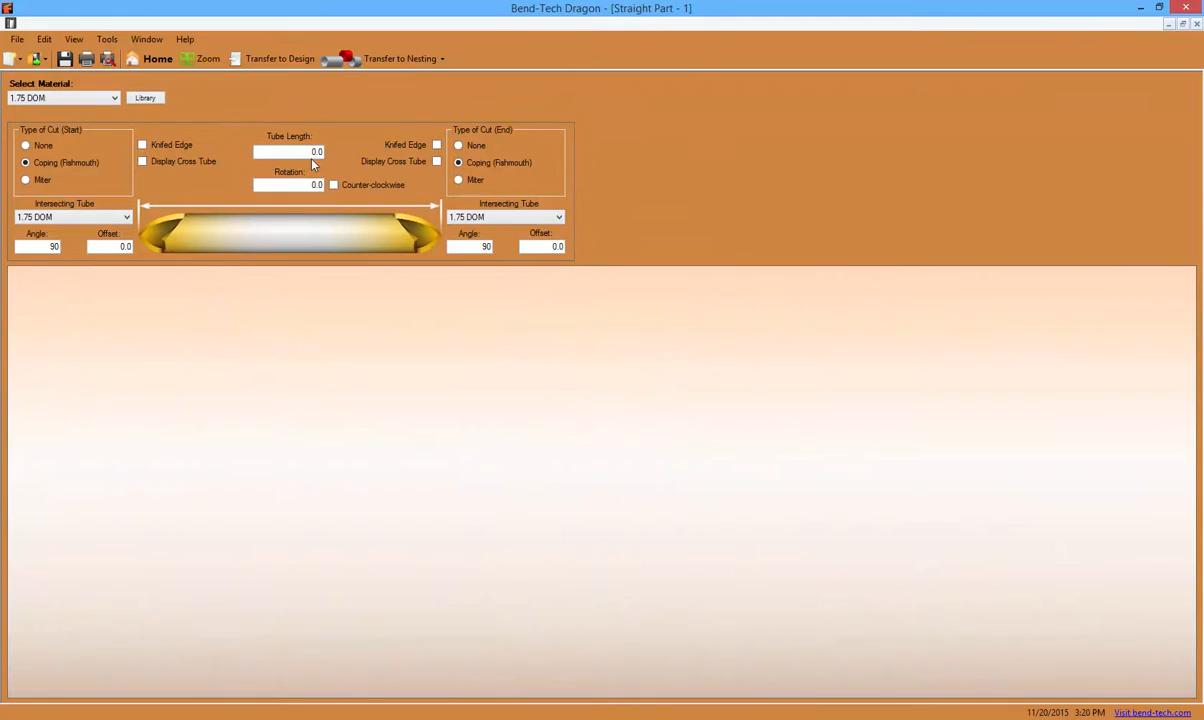 Bend-Tech Dragon - [Straight Part - 1]
File Edit View Tools Window Help
Home Zoom Transfer to Design Transfer to Nesting
Select Material:
1.75 DOM Library
Type of Cut (Start)
None
Coping (Fishmouth)
Miter
Knifed Edge
Display Cross Tube
Tube Length:
0.0
Rotation:
0.0 Counter-clockwise
Knifed Edge
Display Cross Tube
Type of Cut (End)
None
Coping (Fishmouth)
Miter
Intersecting Tube
1.75 DOM
Angle: Offset:
90 0.0
Intersecting Tube
1.75 DOM
Angle: Offset:
90 0.0
11/20/2015 3:20 PM Visit bend-tech.com